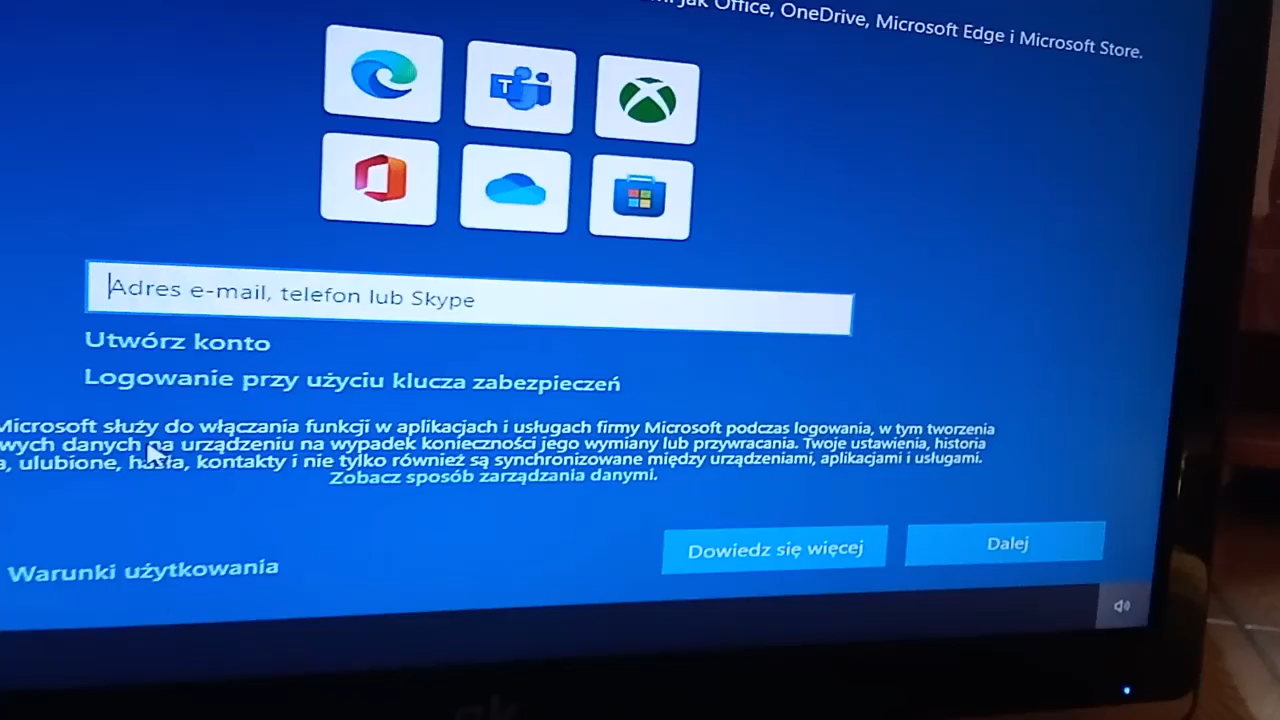 jak Office, OneDrive, Microsoft Edge i Microsoft Store.
T
Adres e-mail, telefon lub Skype
Utwórz konto
Logowanie przy użyciu klucza zabezpieczeń
Microsoft służy do włączania funkcji w aplikacjach i usługach firmy Microsoft podczas logowania, w tym tworzenia
danych na urządzeniu na wypadek konieczności jego wymiany lub przywracania. Twoje ustawienia, historia
ulubione, hasła, kontakty i nie tylko również są synchronizowane między urządzeniami, aplikacjami i usługami.
Zobacz sposób zarządzania danymi.
Warunki użytkowania
Dowiedz się więcej
Dalej